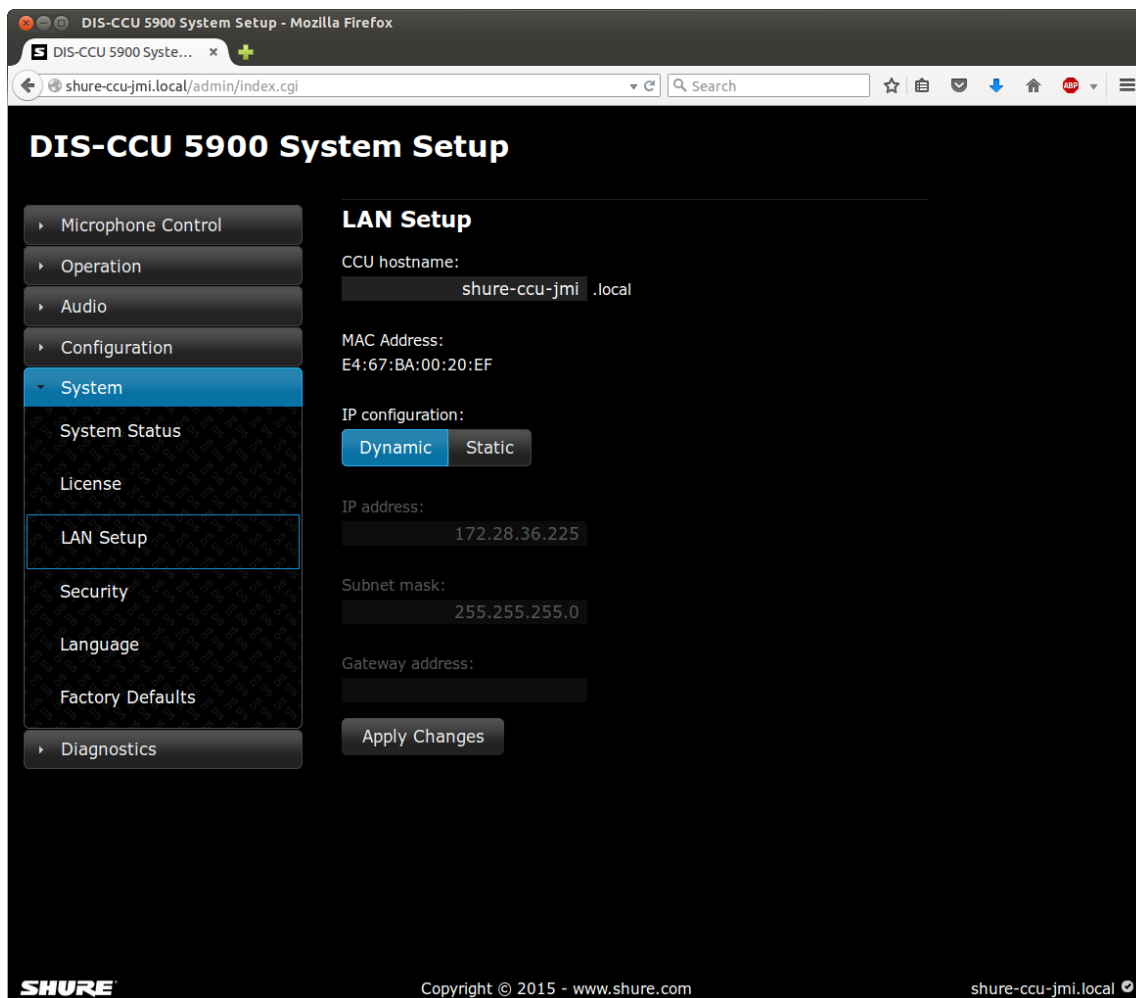 DIS-CCU 5900 System Setup - Mozilla Firefox
DIS-CCU 5900 Syste...
shure-ccu-jmi.local/admin/index.cgi
Search
ABP
DIS-CCU 5900 System Setup
Microphone Control
Operation
Audio
Configuration
System
System Status
License
LAN Setup
Security
Language
Factory Defaults
Diagnostics
LAN Setup
CCU hostname:
shure-ccu-jmi .local
MAC Address:
E4:67:BA:00:20:EF
IP configuration:
Dynamic Static
IP address:
172.28.36.225
Subnet mask:
255.255.255.0
Gateway address:
Apply Changes
SHURE Copyright © 2015 - www.shure.com shure-ccu-jmi.local